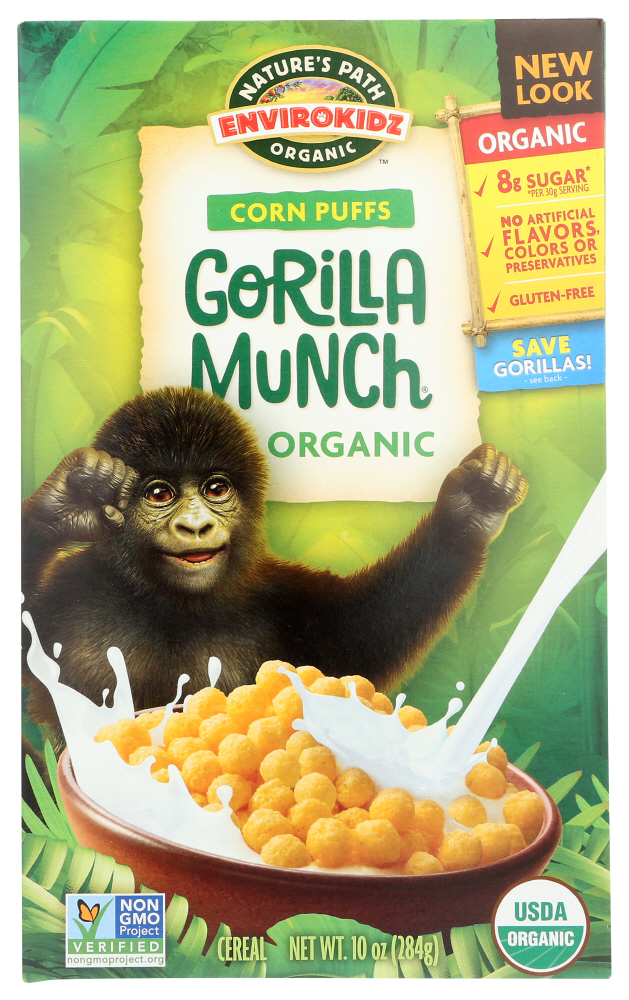 NEW
LOOK
NATURE'S PATH
ENVIROKIDZ
ORGANIC
™
ORGANIC
✓ 8g SUGAR*
*PER 30g SERVING
✓ NO ARTIFICIAL
FLAVORS,
COLORS OR
PRESERVATIVES
✓ GLUTEN-FREE
SAVE
GORILLAS!
- see back -
CORN PUFFS
GORiLLA
MUNCh®
ORGANIC
NON
GMO
Project
VERIFIED
nongmoproject.org
CEREAL NET WT. 10 oz (284g)
USDA
ORGANIC